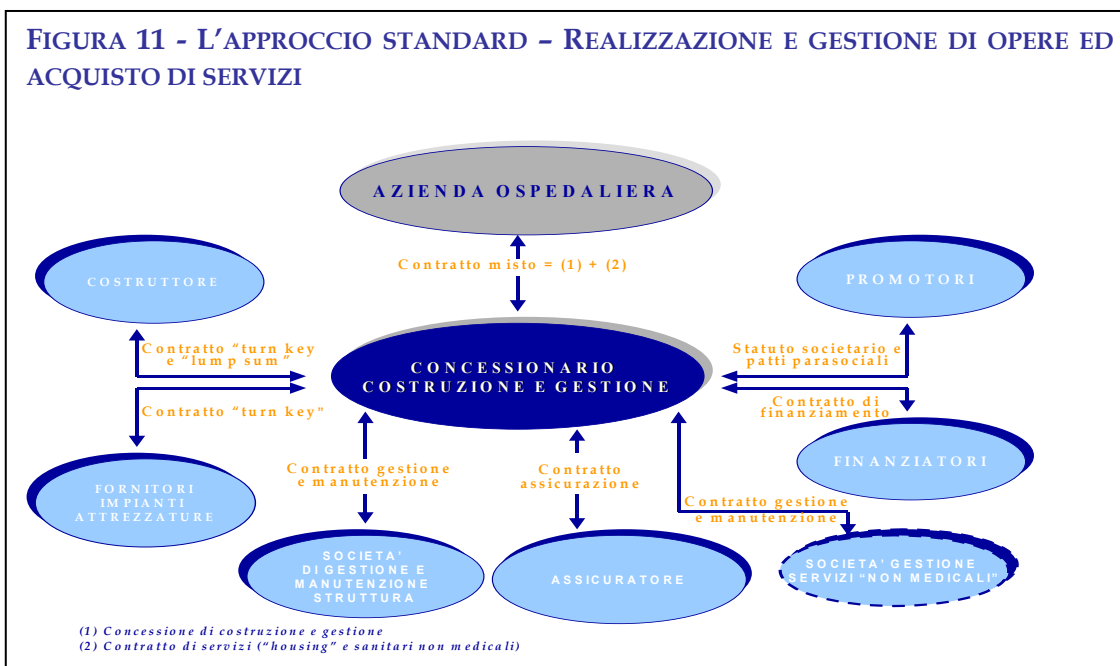 FIGURA 11 - L'APPROCCIO STANDARD – REALIZZAZIONE E GESTIONE DI OPERE ED
ACQUISTO DI SERVIZI
AZIENDA OSPEDALIERA
Contratto misto = (1) + (2)
COSTRUTTORE
PROMOTORI
Contratto "turn key
e "lump sum"
CONCESSIONARIO
COSTRUZIONE E GESTIONE
Statuto societario e
patti parasociali
Contratto "turn key"
Contratto di
finanziamento
FORNITORI
IMPIANTI
ATTREZZATURE
Contratto gestione
e manutenzione
Contratto
assicurazione
FINANZIATORI
Contratto gestione
e manutenzione
SOCIETA'
DI GESTIONE E
MANUTENZIONE
STRUTTURA
ASSICURATORE
SOCIETA' GESTIONE
SERVIZI "NON MEDICALI"
(1) Concessione di costruzione e gestione
(2) Contratto di servizi ("housing" e sanitari non medicali)